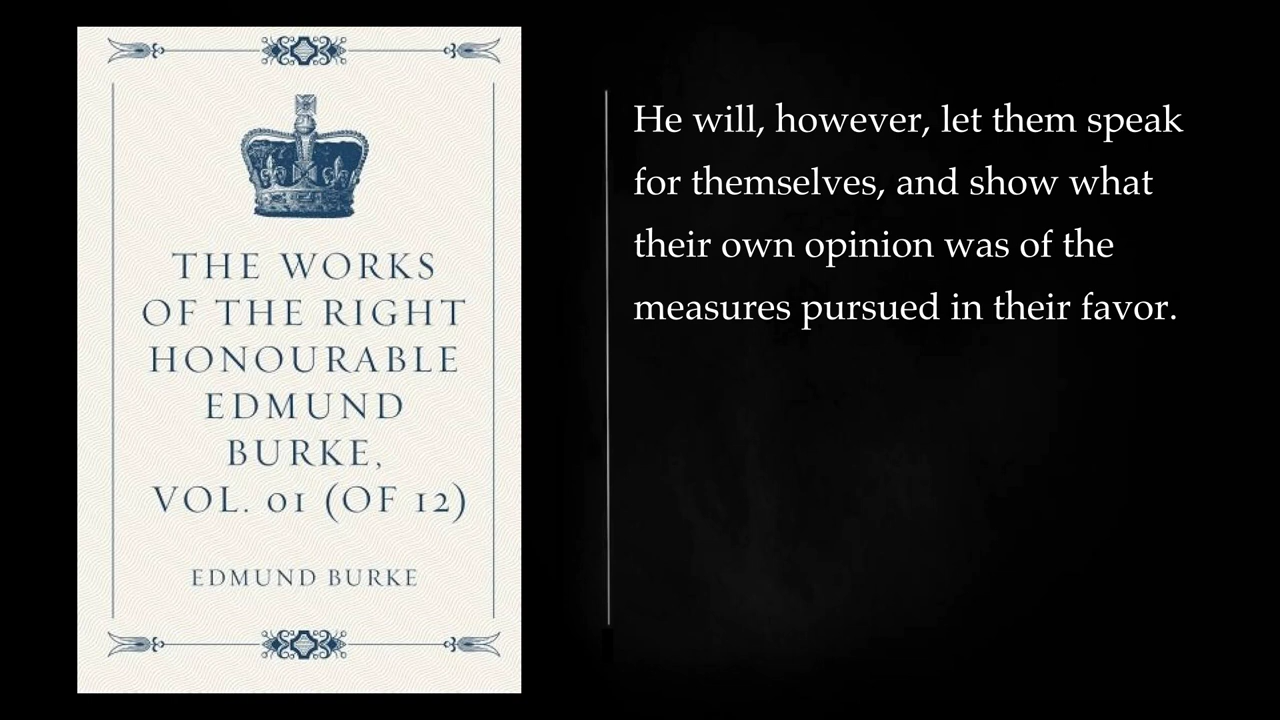 THE WORKS
OF THE RIGHT
HONOURABLE
EDMUND
BURKE,
VOL. 01 (OF 12)
EDMUND BURKE
He will, however, let them speak
for themselves, and show what
their own opinion was of the
measures pursued in their favor.